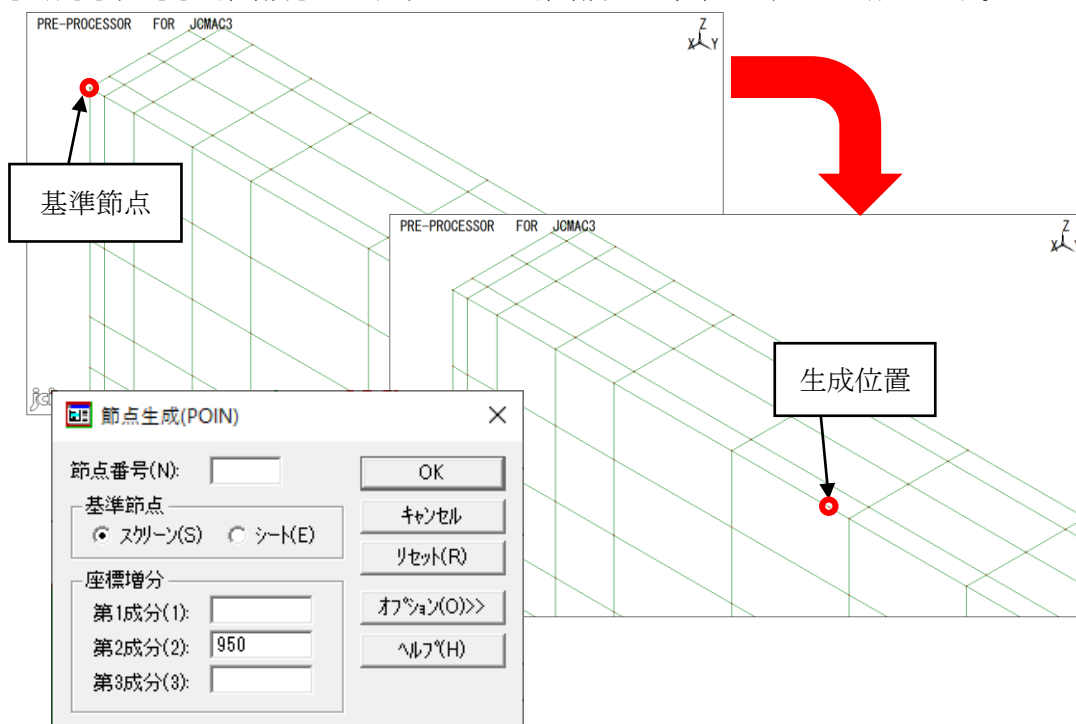 PRE-PROCESSOR FOR JCMAC3
Z
X Y
基準節点
PRE-PROCESSOR FOR JCMAC3
Z
X
生成位置
節点生成(POIN)
節点番号(N):
OK
基準節点
スクリーン(S) シート(E)
キャンセル
リセット(R)
座標増分
第1成分(1):
オプション(O)>>
第2成分(2): 950
ヘルプ(H)
第3成分(3):